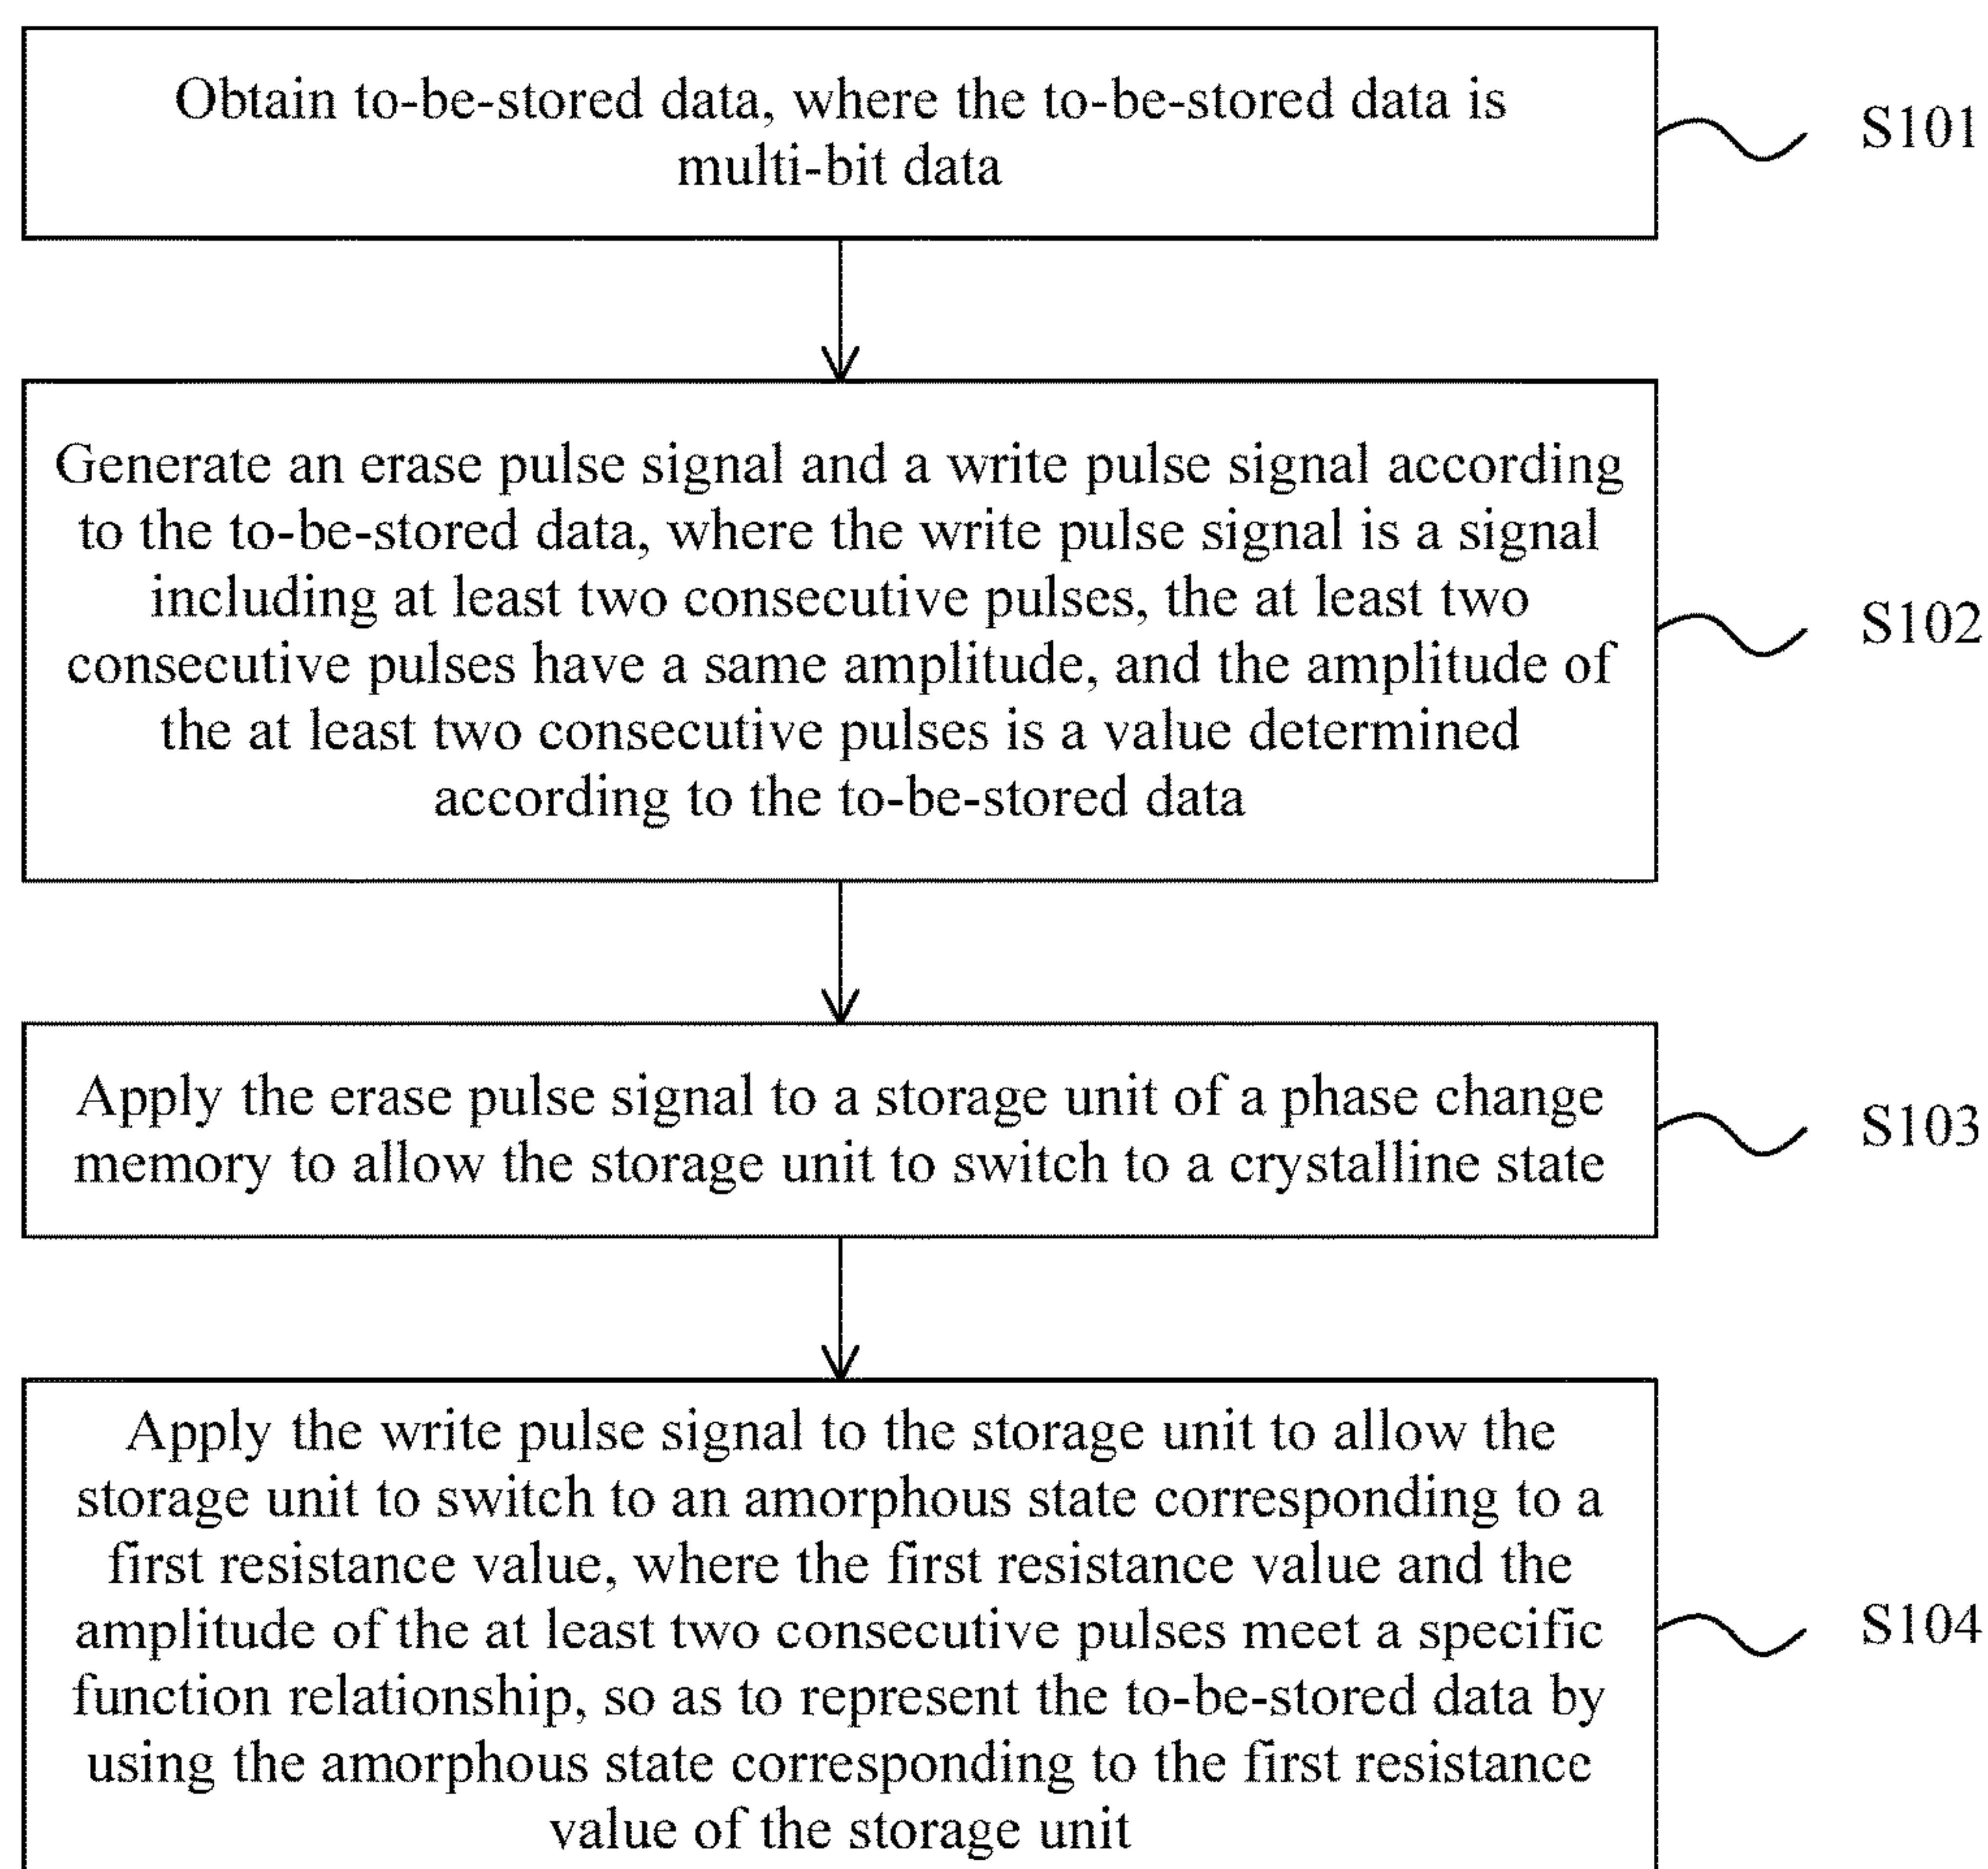 Obtain to-be-stored data, where the to-be-stored data is
multi-bit data
S101
Generate an erase pulse signal and a write pulse signal according
to the to-be-stored data, where the write pulse signal is a signal
including at least two consecutive pulses, the at least two
consecutive pulses have a same amplitude, and the amplitude of
the at least two consecutive pulses is a value determined
according to the to-be-stored data
S102
Apply the erase pulse signal to a storage unit of a phase change
memory to allow the storage unit to switch to a crystalline state
S103
Apply the write pulse signal to the storage unit to allow the
storage unit to switch to an amorphous state corresponding to a
first resistance value, where the first resistance value and the
amplitude of the at least two consecutive pulses meet a specific
function relationship, so as to represent the to-be-stored data by
using the amorphous state corresponding to the first resistance
value of the storage unit
S104